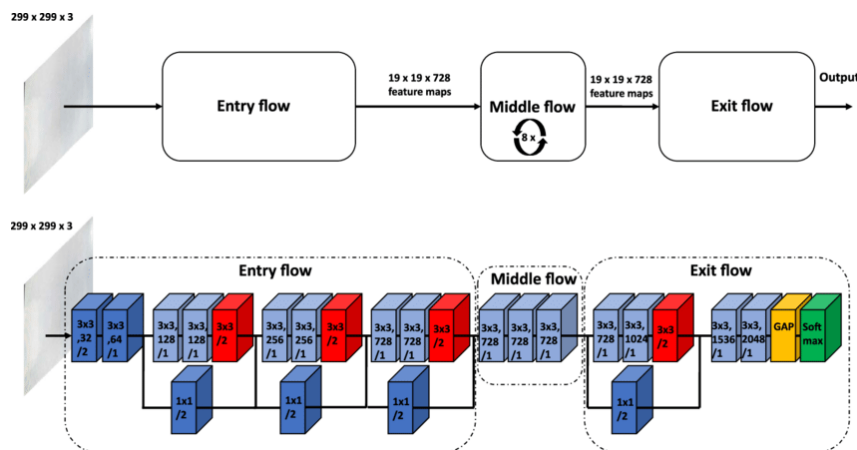 299 x 299 x 3
Entry flow
19 x 19 x 728
feature maps
Middle flow
8 x
19 x 19 x 728
feature maps
Exit flow
Output
299 x 299 x 3
Entry flow
Middle flow
Exit flow
3x3
,32
/2
3x3
,64
/1
3x3,
128
/1
3x3,
128
/1
3x3
/2
3x3,
256
/1
3x3,
256
/1
3x3
/2
3x3,
728
/1
3x3,
728
/1
3x3
/2
3x3,
728
/1
3x3,
728
/1
3x3,
728
/1
3x3,
728
/1
3x3,
1024
/1
3x3
/2
3x3,
1536
/1
3x3,
2048
/1
GAP
Soft
max
1x1
/2
1x1
/2
1x1
/2
1x1
/2